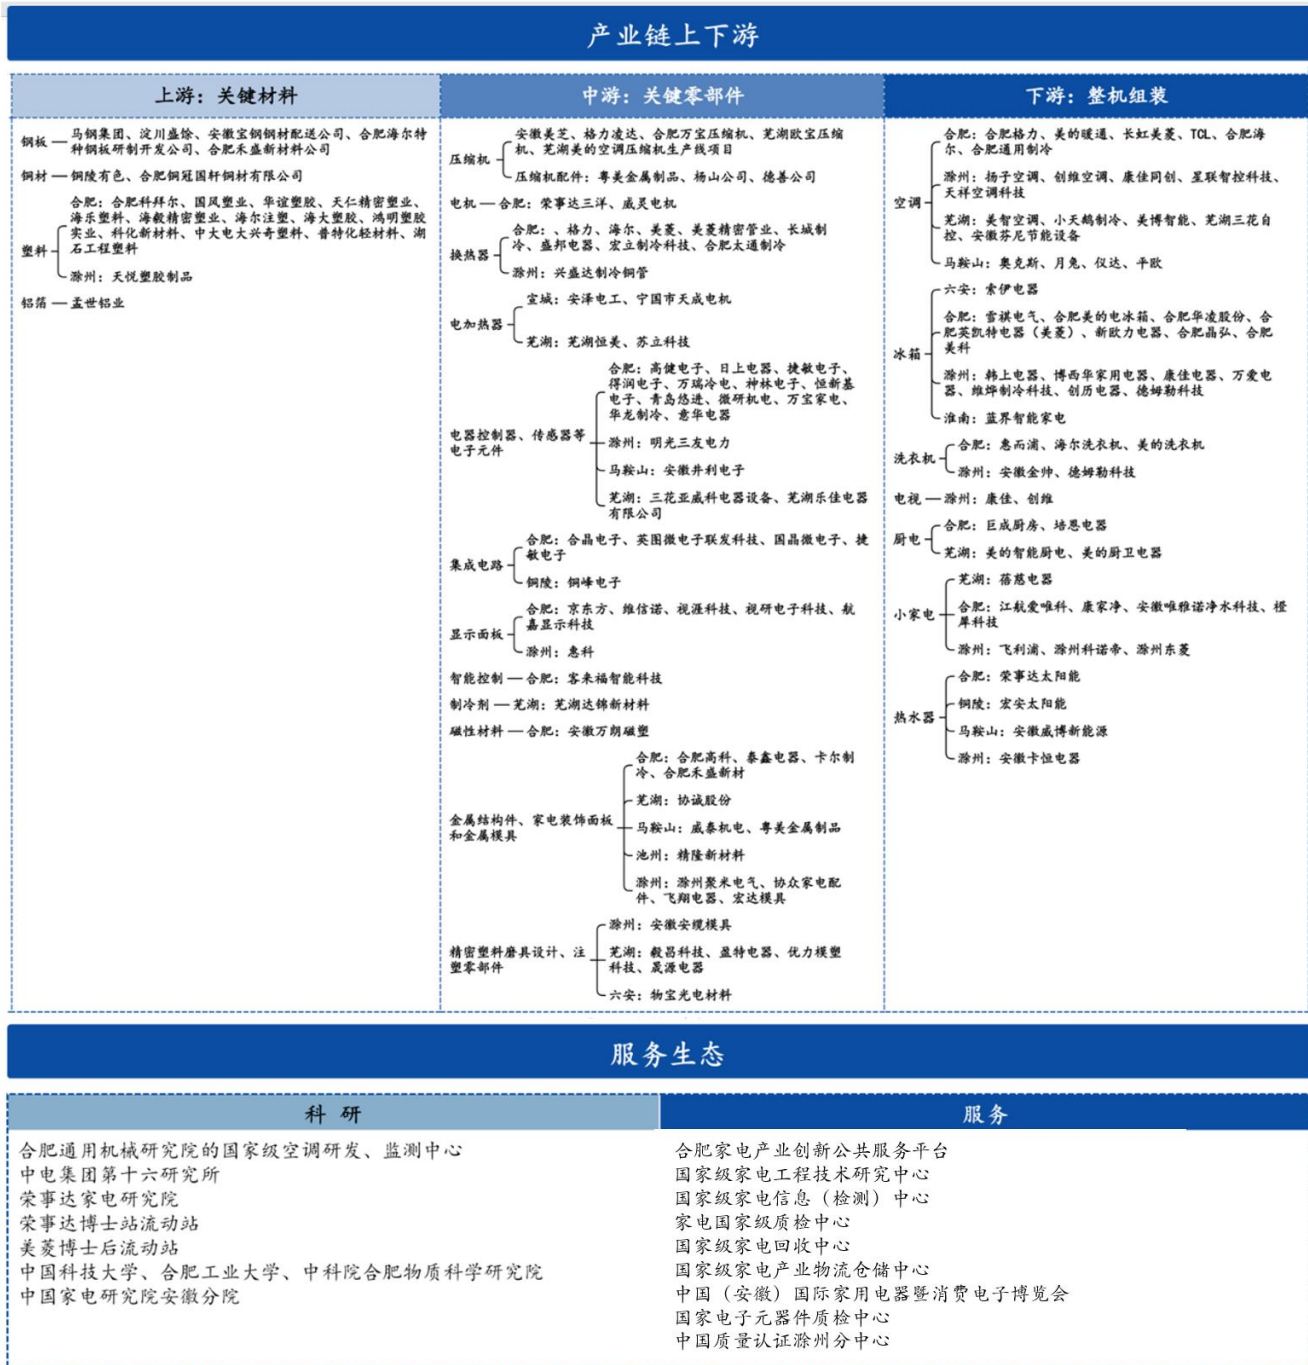 产业链上下游
上游：关键材料
钢板
马钢集团、淀川盛馀、安徽宝钢钢材配送公司、合肥海尔特
种钢板研制开发公司、合肥禾盛新材料公司
铜材
铜陵有色、合肥铜冠国轩铜材有限公司
塑料
合肥：合肥科拜尔、国风塑业、华谊塑胶、天仁精密塑业、
海乐塑料、海毅精密塑业、海尔注塑、海大塑胶、鸿明塑胶
实业、科化新材料、中大电大兴奇塑料、普特化轻材料、湖
石工程塑料
滁州：天悦塑胶制品
铝箔
孟世铝业
中游：关键零部件
压缩机
安徽美芝、格力凌达、合肥万宝压缩机、芜湖欧宝压缩
机、芜湖美的空调压缩机生产线项目
压缩机配件：粤美金属制品、杨山公司、德善公司
电机
合肥：荣事达三洋、威灵电机
换热器
合肥：、格力、海尔、美菱、美菱精密管业、长城制
冷、盛邦电器、宏立制冷科技、合肥太通制冷
滁州：兴盛达制冷铜管
电加热器
宣城：安泽电工、宁国市天成电机
芜湖：芜湖恒美、苏立科技
电器控制器、传感器等
电子元件
合肥：高健电子、日上电器、捷敏电子、
得润电子、万瑞冷电、神林电子、恒新基
电子、青岛悠进、微研机电、万宝家电、
华龙制冷、意华电器
滁州：明光三友电力
马鞍山：安徽井利电子
芜湖：三花亚威科电器设备、芜湖乐佳电器
有限公司
集成电路
合肥：合晶电子、英图微电子联发科技、国晶微电子、捷
敏电子
铜陵：铜峰电子
显示面板
合肥：京东方、维信诺、视涯科技、视研电子科技、航
嘉显示科技
滁州：惠科
智能控制
合肥：客来福智能科技
制冷剂
芜湖：芜湖达锦新材料
磁性材料
合肥：安徽万朗磁塑
金属结构件、家电装饰面板
和金属模具
合肥：合肥高科、泰鑫电器、卡尔制
冷、合肥禾盛新材
芜湖：协诚股份
马鞍山：威泰机电、粤美金属制品
池州：精隆新材料
滁州：滁州聚米电气、协众家电配
件、飞翔电器、宏达模具
精密塑料磨具设计、注
塑零部件
滁州：安徽安缆模具
芜湖：毅昌科技、盈特电器、优力模塑
科技、晟源电器
六安：物宝光电材料
下游：整机组装
空调
合肥：合肥格力、美的暖通、长虹美菱、TCL、合肥海
尔、合肥通用制冷
滁州：扬子空调、创维空调、康佳同创、星联智控科技、
天祥空调科技
芜湖：美智空调、小天鹅制冷、美博智能、芜湖三花自
控、安徽芬尼节能设备
马鞍山：奥克斯、月兔、仪达、平欧
冰箱
六安：索伊电器
合肥：雪祺电气、合肥美的电冰箱、合肥华凌股份、合
肥英凯特电器（美菱）、新欧力电器、合肥晶弘、合肥
美科
滁州：韩上电器、博西华家用电器、康佳电器、万爱电
器、维烨制冷科技、创历电器、德姆勒科技
淮南：蓝界智能家电
洗衣机
合肥：惠而浦、海尔洗衣机、美的洗衣机
滁州：安徽金帅、德姆勒科技
电视
滁州：康佳、创维
厨电
合肥：巨成厨房、培恩电器
芜湖：美的智能厨电、美的厨卫电器
小家电
芜湖：蓓慈电器
合肥：江航爱唯科、康家净、安徽唯雅诺净水科技、橙
犀科技
滁州：飞利浦、滁州科诺帝、滁州东菱
热水器
合肥：荣事达太阳能
铜陵：宏安太阳能
马鞍山：安徽威博新能源
滁州：安徽卡恒电器
服务生态
科 研
合肥通用机械研究院的国家级空调研发、监测中心
中电集团第十六研究所
荣事达家电研究院
荣事达博士站流动站
美菱博士后流动站
中国科技大学、合肥工业大学、中科院合肥物质科学研究院
中国家电研究院安徽分院
服务
合肥家电产业创新公共服务平台
国家级家电工程技术研究中心
国家级家电信息（检测）中心
家电国家级质检中心
国家级家电回收中心
国家级家电产业物流仓储中心
中国（安徽）国际家用电器暨消费电子博览会
国家电子元器件质检中心
中国质量认证滁州分中心